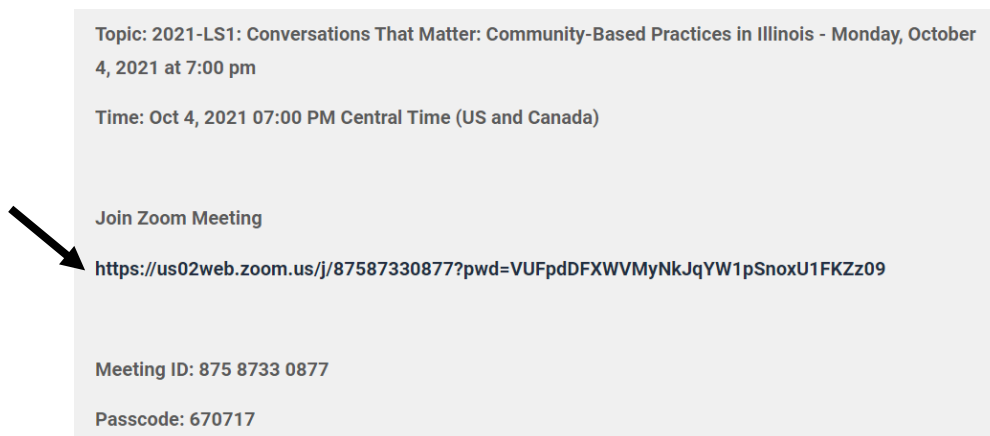 Topic: 2021-LS1: Conversations That Matter: Community-Based Practices in Illinois - Monday, October
4, 2021 at 7:00 pm
Time: Oct 4, 2021 07:00 PM Central Time (US and Canada)
Join Zoom Meeting
https://us02web.zoom.us/j/87587330877?pwd=VUFpdDFXWVMyNkJqYW1pSnoxU1FKZz09
Meeting ID: 875 8733 0877
Passcode: 670717